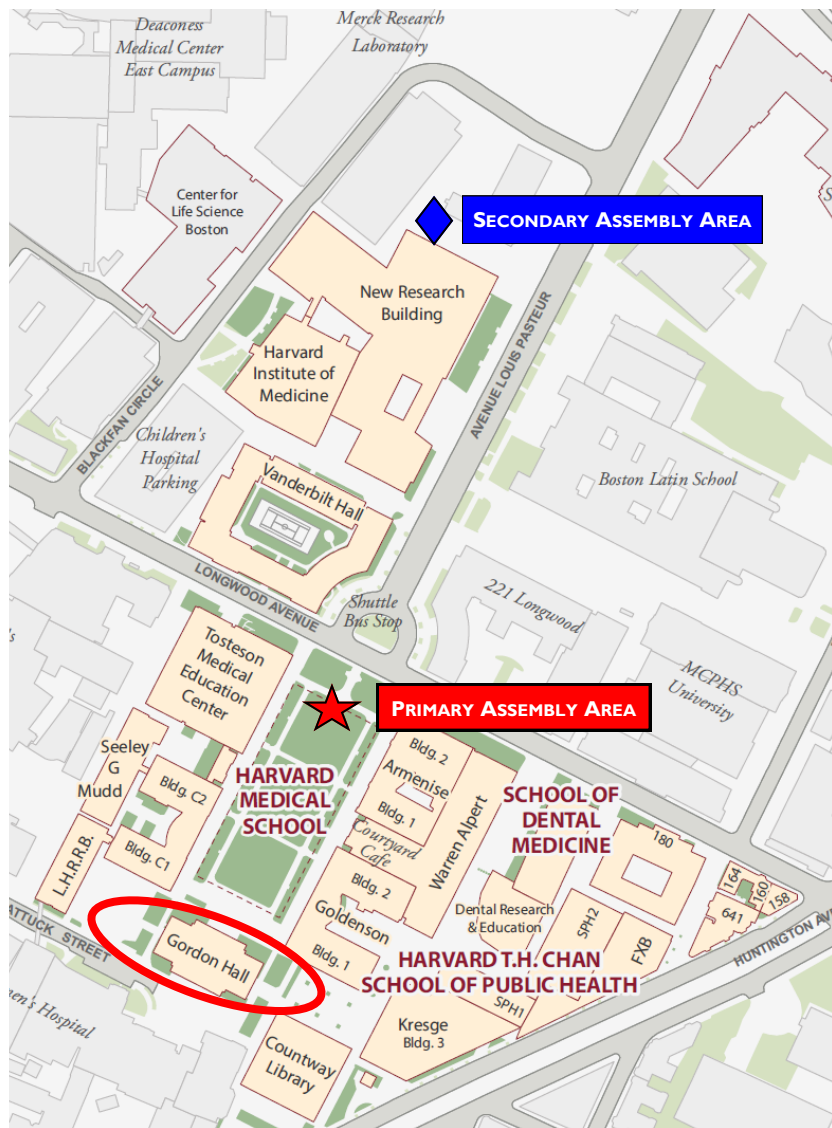 Deaconess
Medical Center
East Campus
Merck Research
Laboratory
Center for
Life Science
Boston
SECONDARY ASSEMBLY AREA
New Research
Building
Harvard
Institute of
Medicine
AVENUE LOUIS PASTEUR
BLACKFAN CIRCLE
Children's
Hospital
Parking
Vanderbilt Hall
Boston Latin School
LONGWOOD AVENUE
Shuttle
Bus Stop
221 Longwood
MCPHS
University
Tosteson
Medical
Education
Center
PRIMARY ASSEMBLY AREA
Seeley
G
Mudd
Bldg. C2
Bldg. C1
L.H.R.R.B.
HARVARD
MEDICAL
SCHOOL
Bldg. 2
Armenise
Bldg. 1
Courtyard
Cafe
Warren Alpert
SCHOOL OF
DENTAL
MEDICINE
180
164
160
158
641
Bldg. 2
Goldenson
Bldg. 1
Dental Research
& Education
SPH2
FXB
HUNTINGTON AV
HARVARD T.H. CHAN
SCHOOL OF PUBLIC HEALTH
SPH1
Kresge
Bldg. 3
ATTUCK STREET
Gordon Hall
en's Hospital
Countway
Library